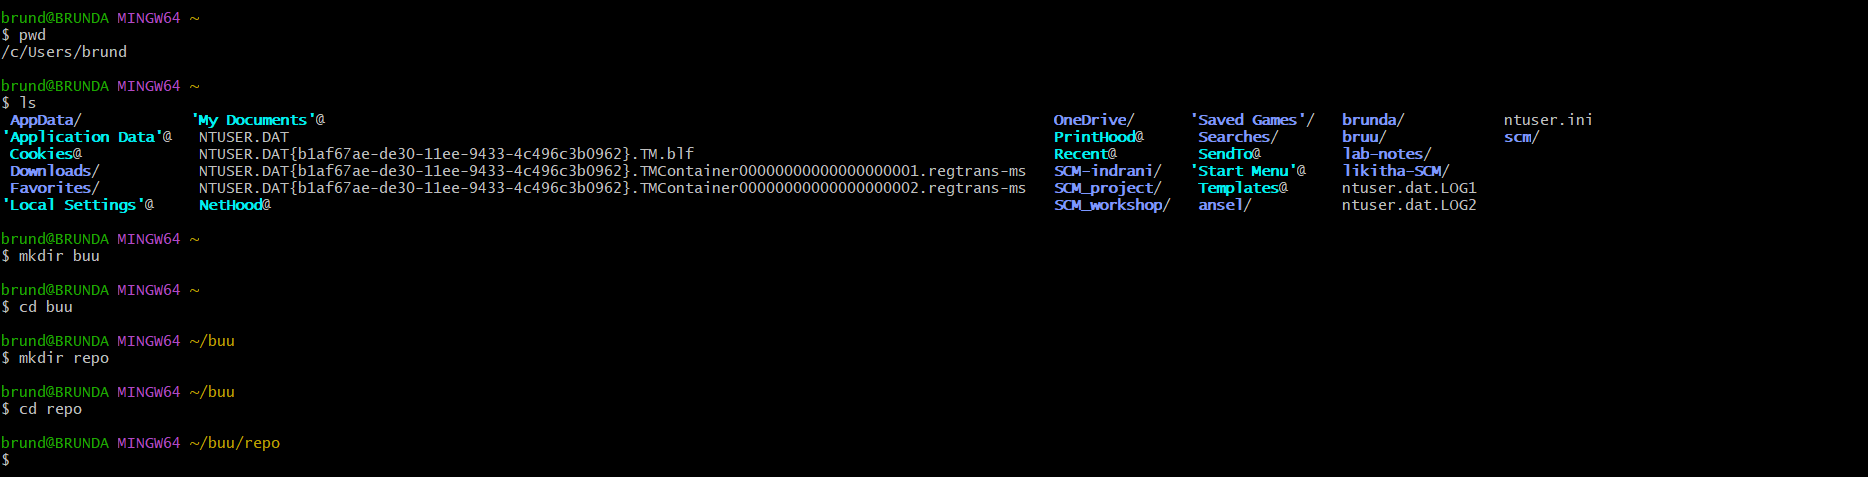 brund@BRUNDA MINGW64 ~
$ pwd
/c/Users/brund
brund@BRUNDA MINGW64 ~
$ ls
AppData/ 'My Documents'@ OneDrive/ 'Saved Games'/ brunda/ ntuser.ini
'Application Data'@ NTUSER.DAT PrintHood@ Searches/ bruu/ scm/
Cookies@ NTUSER.DAT{b1af67ae-de30-11ee-9433-4c496c3b0962}.TM.blf Recent@ SendTo@ lab-notes/
Downloads/ NTUSER.DAT{b1af67ae-de30-11ee-9433-4c496c3b0962}.TMContainer00000000000000000001.regtrans-ms SCM-indrani/ 'Start Menu'@ likitha-SCM/
Favorites/ NTUSER.DAT{b1af67ae-de30-11ee-9433-4c496c3b0962}.TMContainer00000000000000000002.regtrans-ms SCM_project/ Templates@ ntuser.dat.LOG1
'Local Settings'@ NetHood@ SCM_workshop/ ansel/ ntuser.dat.LOG2
brund@BRUNDA MINGW64 ~
$ mkdir buu
brund@BRUNDA MINGW64 ~
$ cd buu
brund@BRUNDA MINGW64 ~/buu
$ mkdir repo
brund@BRUNDA MINGW64 ~/buu
$ cd repo
brund@BRUNDA MINGW64 ~/buu/repo
$